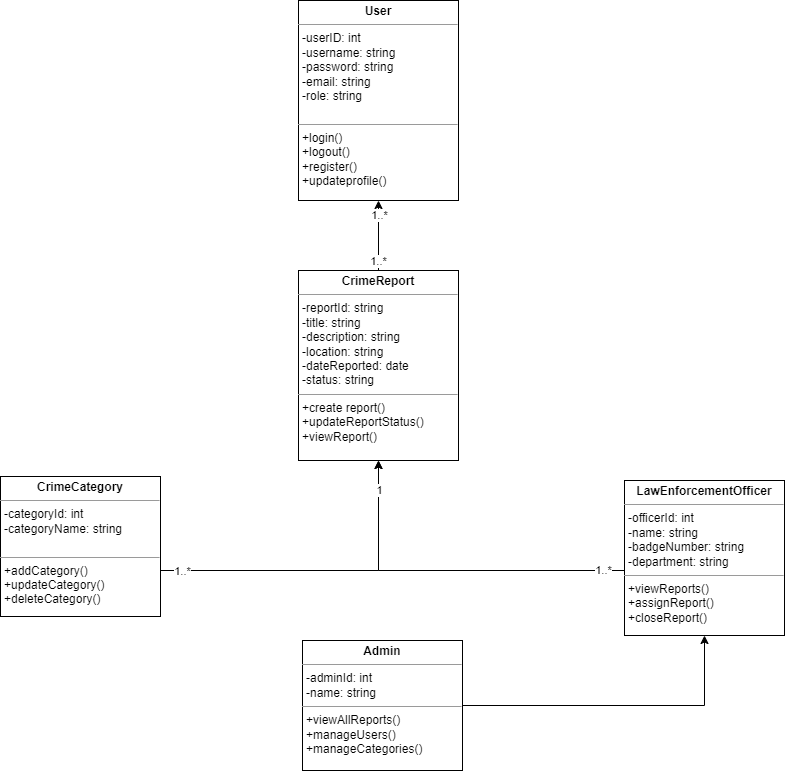 User
-userID: int
-username: string
-password: string
-email: string
-role: string
+login()
+logout()
+register()
+updateprofile()
1..*
1..*
CrimeReport
-reportId: string
-title: string
-description: string
-location: string
-dateReported: date
-status: string
+create report()
+updateReportStatus()
+viewReport()
1
CrimeCategory
-categoryId: int
-categoryName: string
+addCategory()
+updateCategory()
+deleteCategory()
1..*
1..*
LawEnforcementOfficer
-officerId: int
-name: string
-badgeNumber: string
-department: string
+viewReports()
+assignReport()
+closeReport()
Admin
-adminId: int
-name: string
+viewAllReports()
+manageUsers()
+manageCategories()